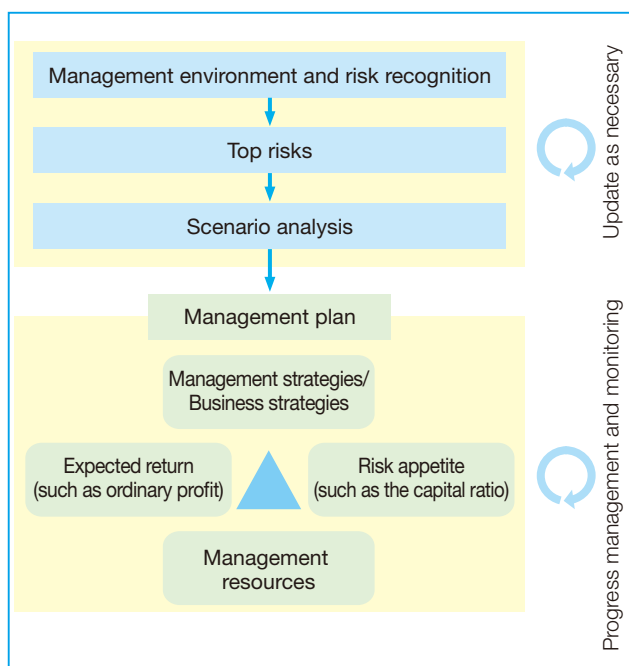 Management environment and risk recognition
Top risks
Scenario analysis
Update as necessary
Management plan
Management strategies/
Business strategies
Expected return
(such as ordinary profit)
Risk appetite
(such as the capital ratio)
Management
resources
Progress management and monitoring